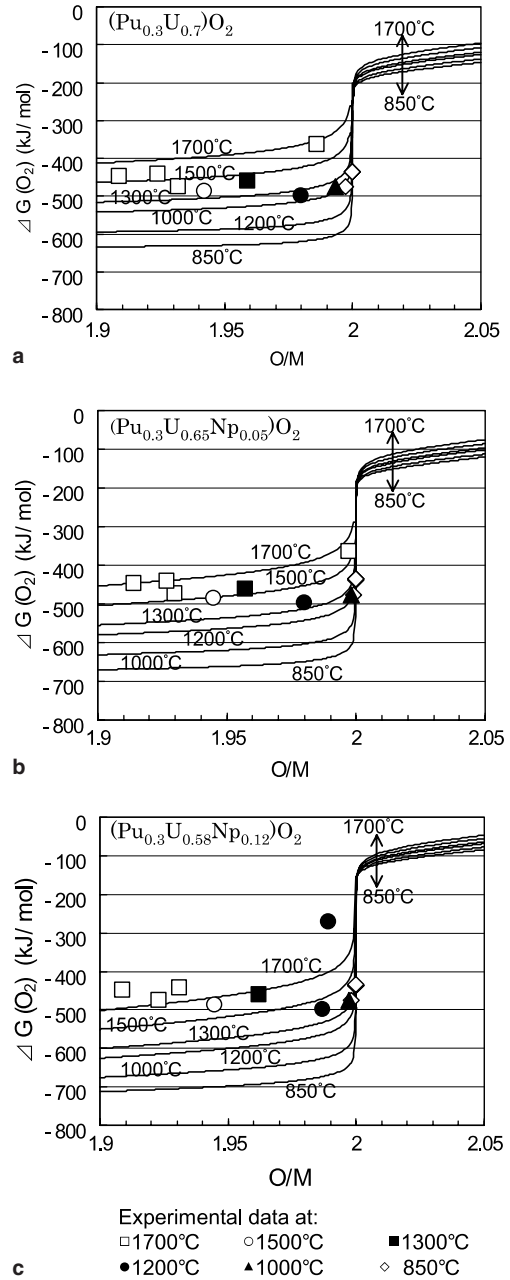 (Pu0.3U0.7)O2
0
-100
-200
-300
-400
-500
-600
-700
-800
⊿ G (O2) (kJ/ mol)
1700°C
850°C
1700°C
1500°C
1300°C
1000°C
1200°C
850°C
1.9 1.95 2 2.05
O/M
a
(Pu0.3U0.65Np0.05)O2
0
-100
-200
-300
-400
-500
-600
-700
-800
⊿ G (O2) (kJ/ mol)
1700°C
850°C
1700°C
1500°C
1300°C
1200°C
1000°C
850°C
1.9 1.95 2 2.05
O/M
b
(Pu0.3U0.58Np0.12)O2
0
-100
-200
-300
-400
-500
-600
-700
-800
⊿ G (O2) (kJ/ mol)
1700°C
850°C
1700°C
1500°C
1300°C
1200°C
1000°C
850°C
1.9 1.95 2 2.05
O/M
Experimental data at:
□ 1700°C ○ 1500°C ■ 1300°C
● 1200°C ▲ 1000°C ◇ 850°C
c